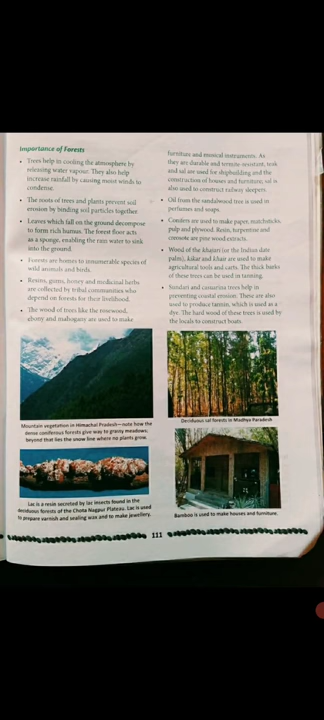 Importance of Forests
• Trees help in cooling the atmosphere by
releasing water vapour. They also help
increase rainfall by causing moist winds to
condense.
• The roots of trees and plants prevent soil
erosion by binding soil particles together.
• Leaves which fall on the ground decompose
to form rich humus. The forest floor acts
as a sponge, enabling the rain water to sink
into the ground.
• Forests are homes to innumerable species of
wild animals and birds.
• Resins, gums, honey and medicinal herbs
are collected by tribal communities who
depend on forests for their livelihood.
• The wood of trees like the rosewood,
ebony and mahogany are used to make
furniture and musical instruments. As
they are durable and termite-resistant, teak
and sal are used for shipbuilding and the
construction of houses and furniture; sal is
also used to construct railway sleepers.
• Oil from the sandalwood tree is used in
perfumes and soaps.
• Conifers are used to make paper, matchsticks,
pulp and plywood. Resin, turpentine and
creosote are pine wood extracts.
• Wood of the khajuri (or the Indian date
palm), kikar and khair are used to make
agricultural tools and carts. The thick barks
of these trees can be used in tanning.
• Sundari and casuarina trees help in
preventing coastal erosion. These are also
used to produce tannin, which is used as a
dye. The hard wood of these trees is used by
the locals to construct boats.
Mountain vegetation in Himachal Pradesh—note how the
dense coniferous forests give way to grassy meadows;
beyond that lies the snow line where no plants grow.
Deciduous sal forests in Madhya Pradesh
Lac is a resin secreted by lac insects found in the
deciduous forests of the Chota Nagpur Plateau. Lac is used
to prepare varnish and sealing wax and to make jewellery.
Bamboo is used to make houses and furniture.
111